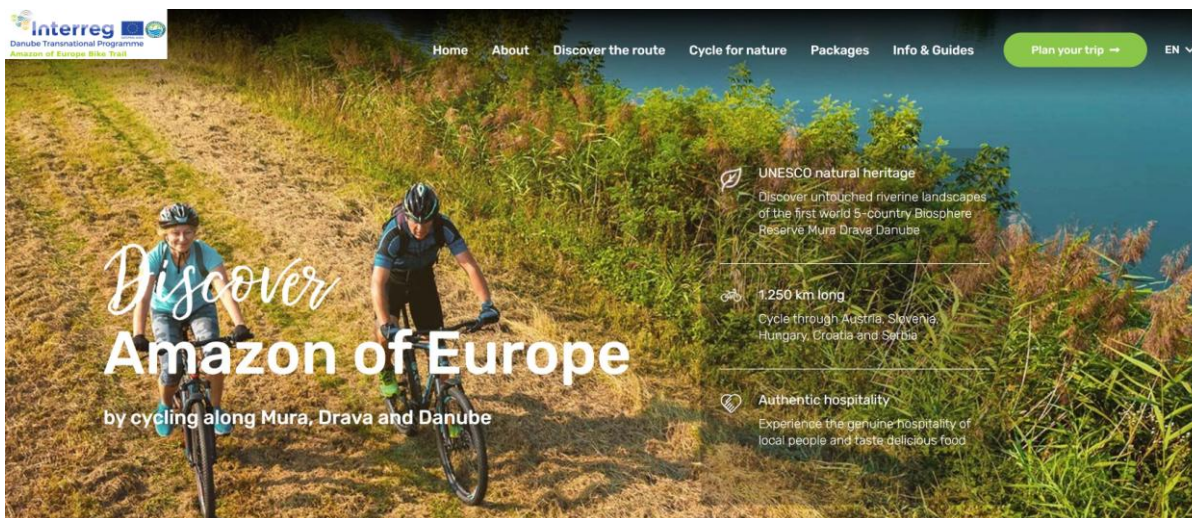 Interreg
Danube Transnational Programme
Amazon of Europe Bike Trail
Home About Discover the route Cycle for nature Packages Info & Guides Plan your trip → EN
Discover
Amazon of Europe
by cycling along Mura, Drava and Danube
UNESCO natural heritage
Discover untouched riverine landscapes
of the first world 5-country Biosphere
Reserve Mura Drava Danube
1.250 km long
Cycle through Austria, Slovenia,
Hungary, Croatia and Serbia
Authentic hospitality
Experience the genuine hospitality of
local people and taste delicious food